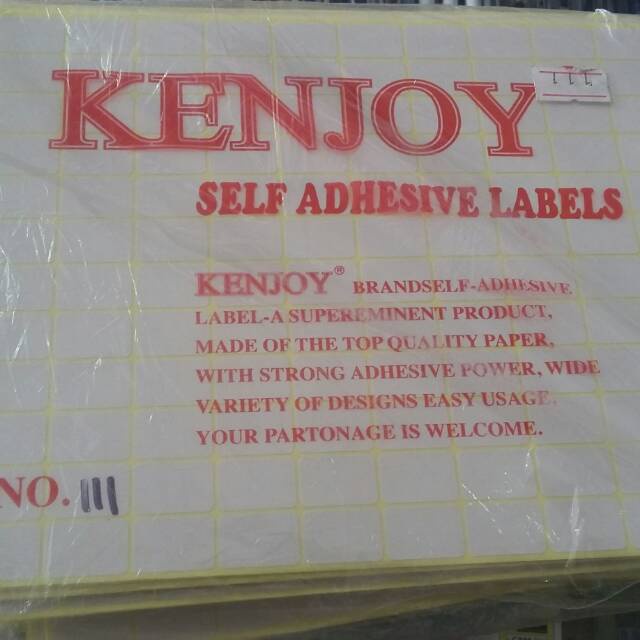 KENJOY
111
SELF ADHESIVE LABELS
KENJOY® BRANDSELF-ADHESIVE
LABEL-A SUPEREMINENT PRODUCT,
MADE OF THE TOP QUALITY PAPER,
WITH STRONG ADHESIVE POWER, WIDE
VARIETY OF DESIGNS EASY USAGE.
YOUR PARTONAGE IS WELCOME.
NO. 111